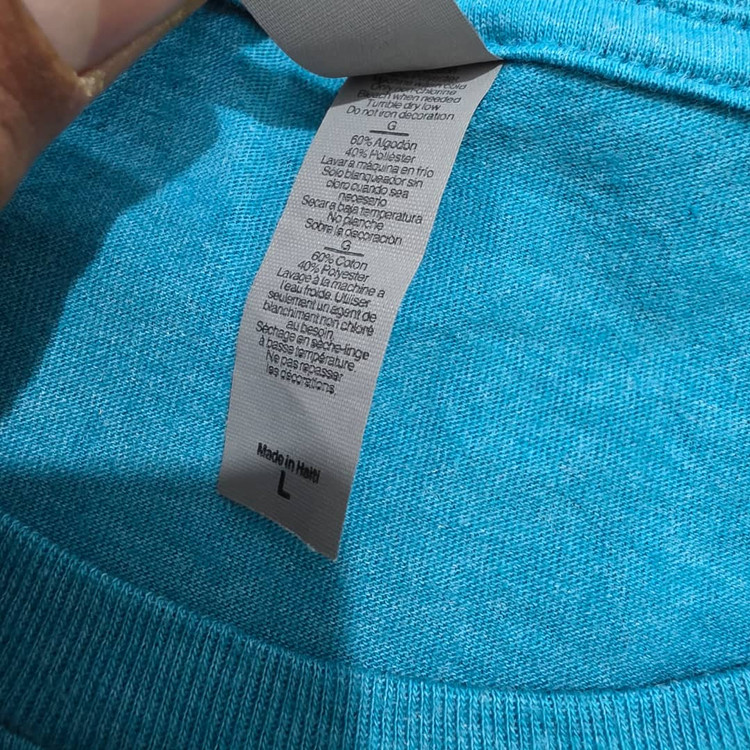 Only non-chlorine
Bleach when needed
Tumble dry low
Do not iron decoration
G
60% Algodón
40% Poliéster
Lavar a máquina en frío
Sólo blanqueador sin
cloro cuando sea
necesario
Secar a baja temperatura
No planche
Sobre la decoración
G
60% Coton
40% Polyester
Lavage à la machine a
l'eau froide. Utiliser
seulement un agent de
blanchiment non chloré
au besoin,
Séchage en sèche-linge
à basse température
Ne pas repasser
les décorations.
Made in Haiti
L